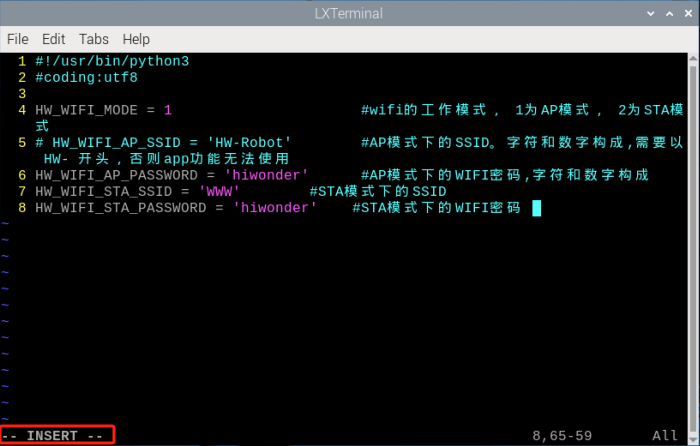 LXTerminal
File Edit Tabs Help
1 #!/usr/bin/python3
2 #coding:utf8
3
4 HW_WIFI_MODE = 1 #wifi的工作模式, 1为AP模式, 2为STA模
式
5 # HW_WIFI_AP_SSID = 'HW-Robot' #AP模式下的SSID。字符和数字构成,需要以
HW- 开头,否则app功能无法使用
6 HW_WIFI_AP_PASSWORD = 'hiwonder' #AP模式下的WIFI密码,字符和数字构成
7 HW_WIFI_STA_SSID = 'WWW' #STA模式下的SSID
8 HW_WIFI_STA_PASSWORD = 'hiwonder' #STA模式下的WIFI密码
~
~
~
~
~
~
~
~
~
~
~
~
~
-- INSERT -- 8,65-59 All